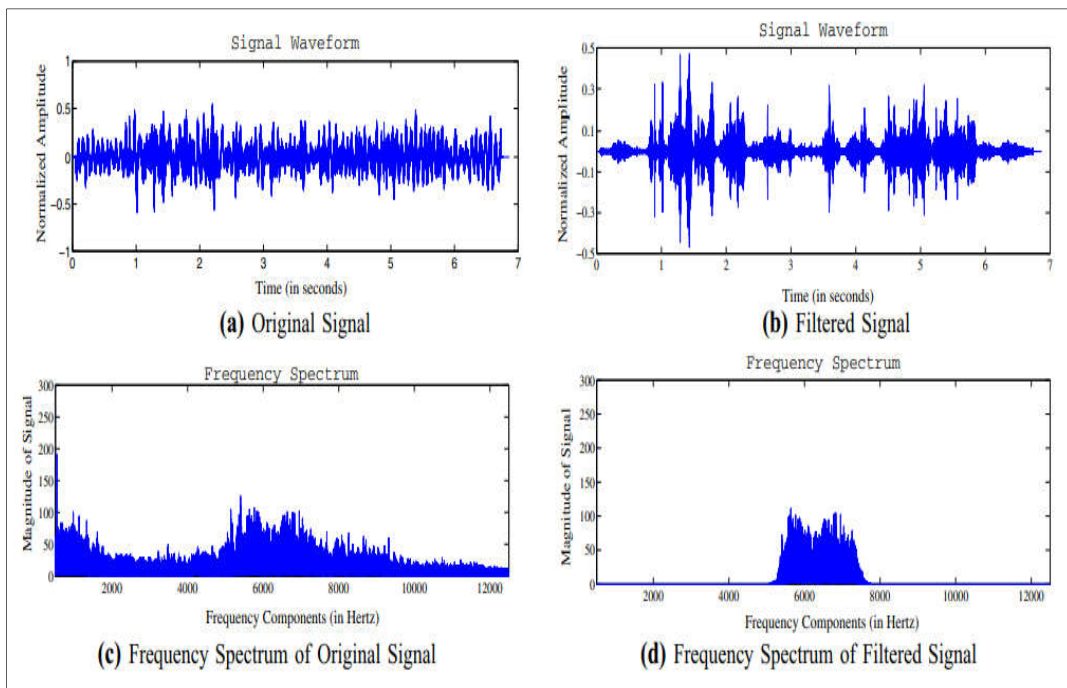 Signal Waveform
Normalized Amplitude
1
0.5
0
−0.5
−1
0 1 2 3 4 5 6 7
Time (in seconds)
(a) Original Signal
Signal Waveform
Normalized Amplitude
0.5
0.3
0.1
−0.1
−0.3
−0.5
0 1 2 3 4 5 6 7
Time (in seconds)
(b) Filtered Signal
Frequency Spectrum
Magnitude of Signal
300
250
200
150
100
50
0
2000 4000 6000 8000 10000 12000
Frequency Components (in Hertz)
(c) Frequency Spectrum of Original Signal
Frequency Spectrum
Magnitude of Signal
300
250
200
150
100
50
0
2000 4000 6000 8000 10000 12000
Frequency Components (in Hertz)
(d) Frequency Spectrum of Filtered Signal